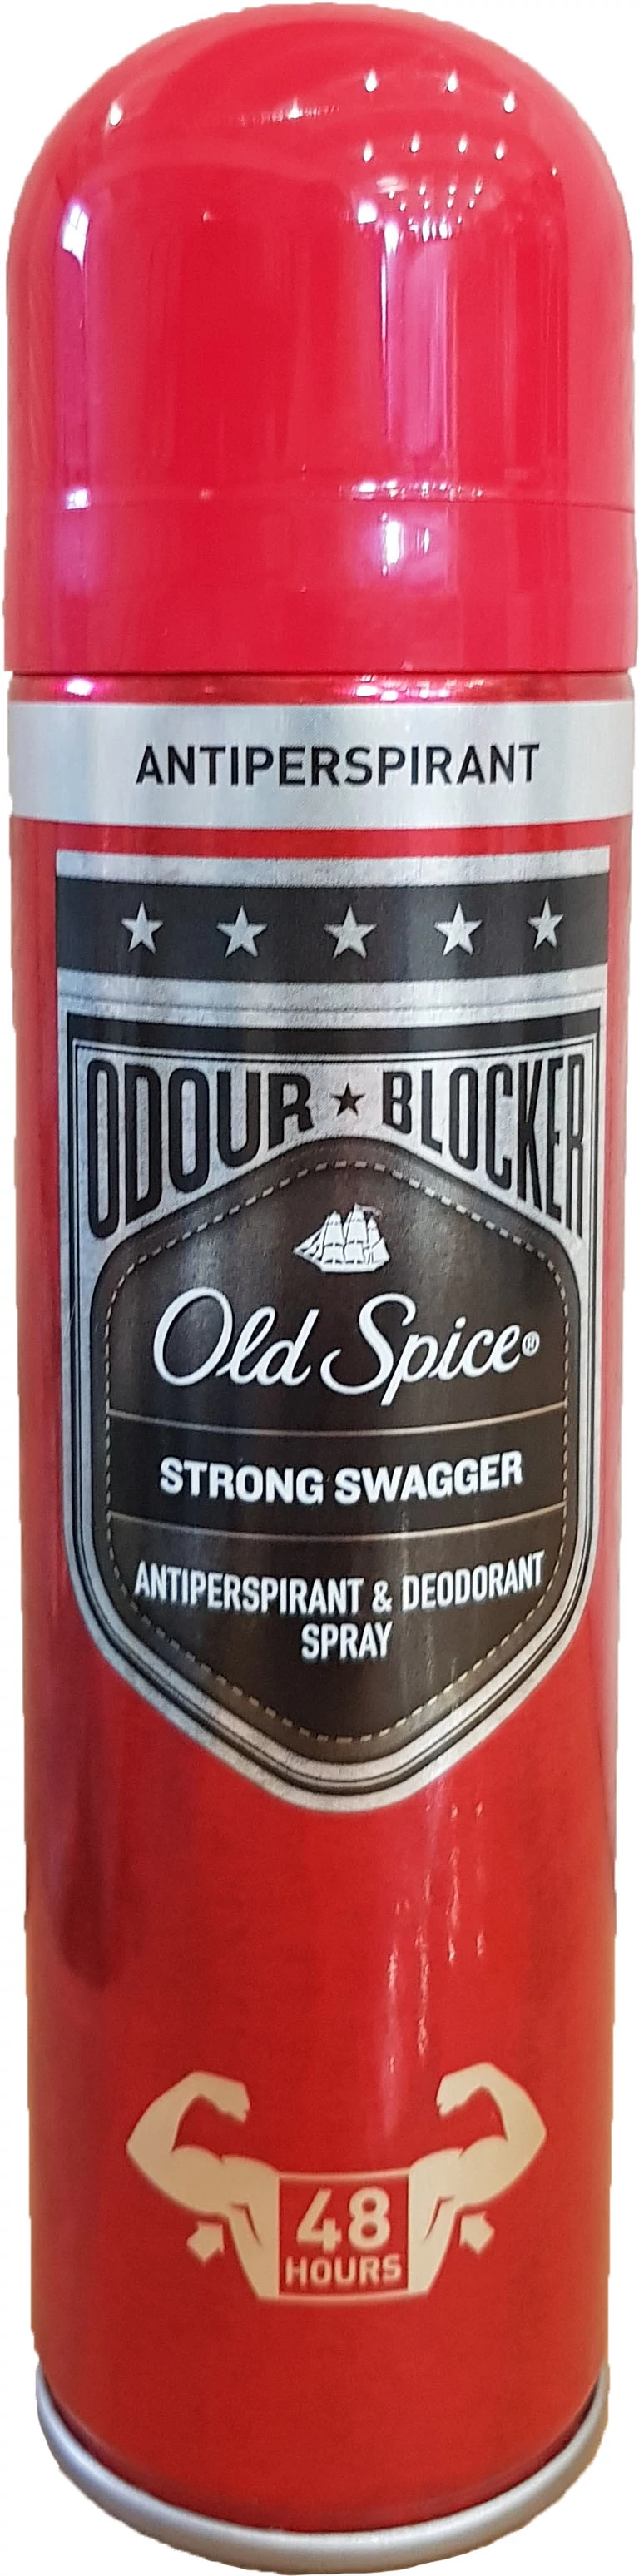 ANTIPERSPIRANT
ODOUR ★ BLOCKER
Old Spice®
STRONG SWAGGER
ANTIPERSPIRANT & DEODORANT
SPRAY
48
HOURS